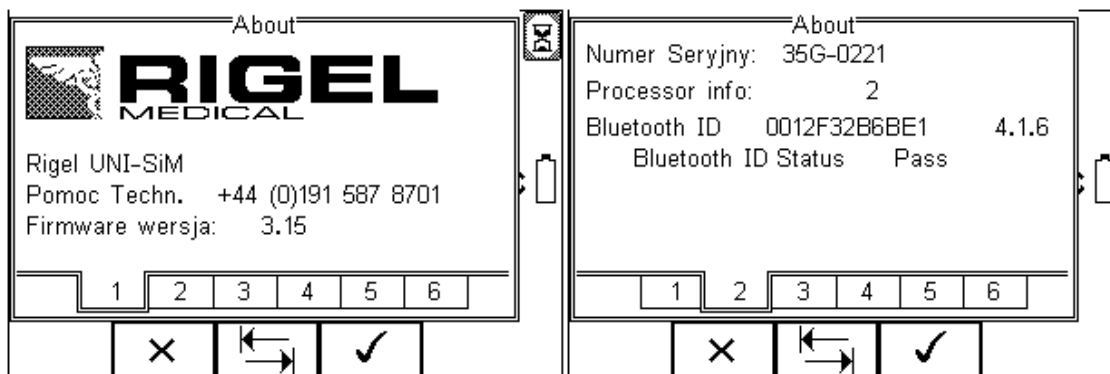 About
RIGEL
MEDICAL
Rigel UNI-SiM
Pomoc Techn. +44 (0)191 587 8701
Firmware wersja: 3.15
1 2 3 4 5 6
About
Numer Seryjny: 35G-0221
Processor info: 2
Bluetooth ID 0012F32B6BE1 4.1.6
Bluetooth ID Status Pass
1 2 3 4 5 6